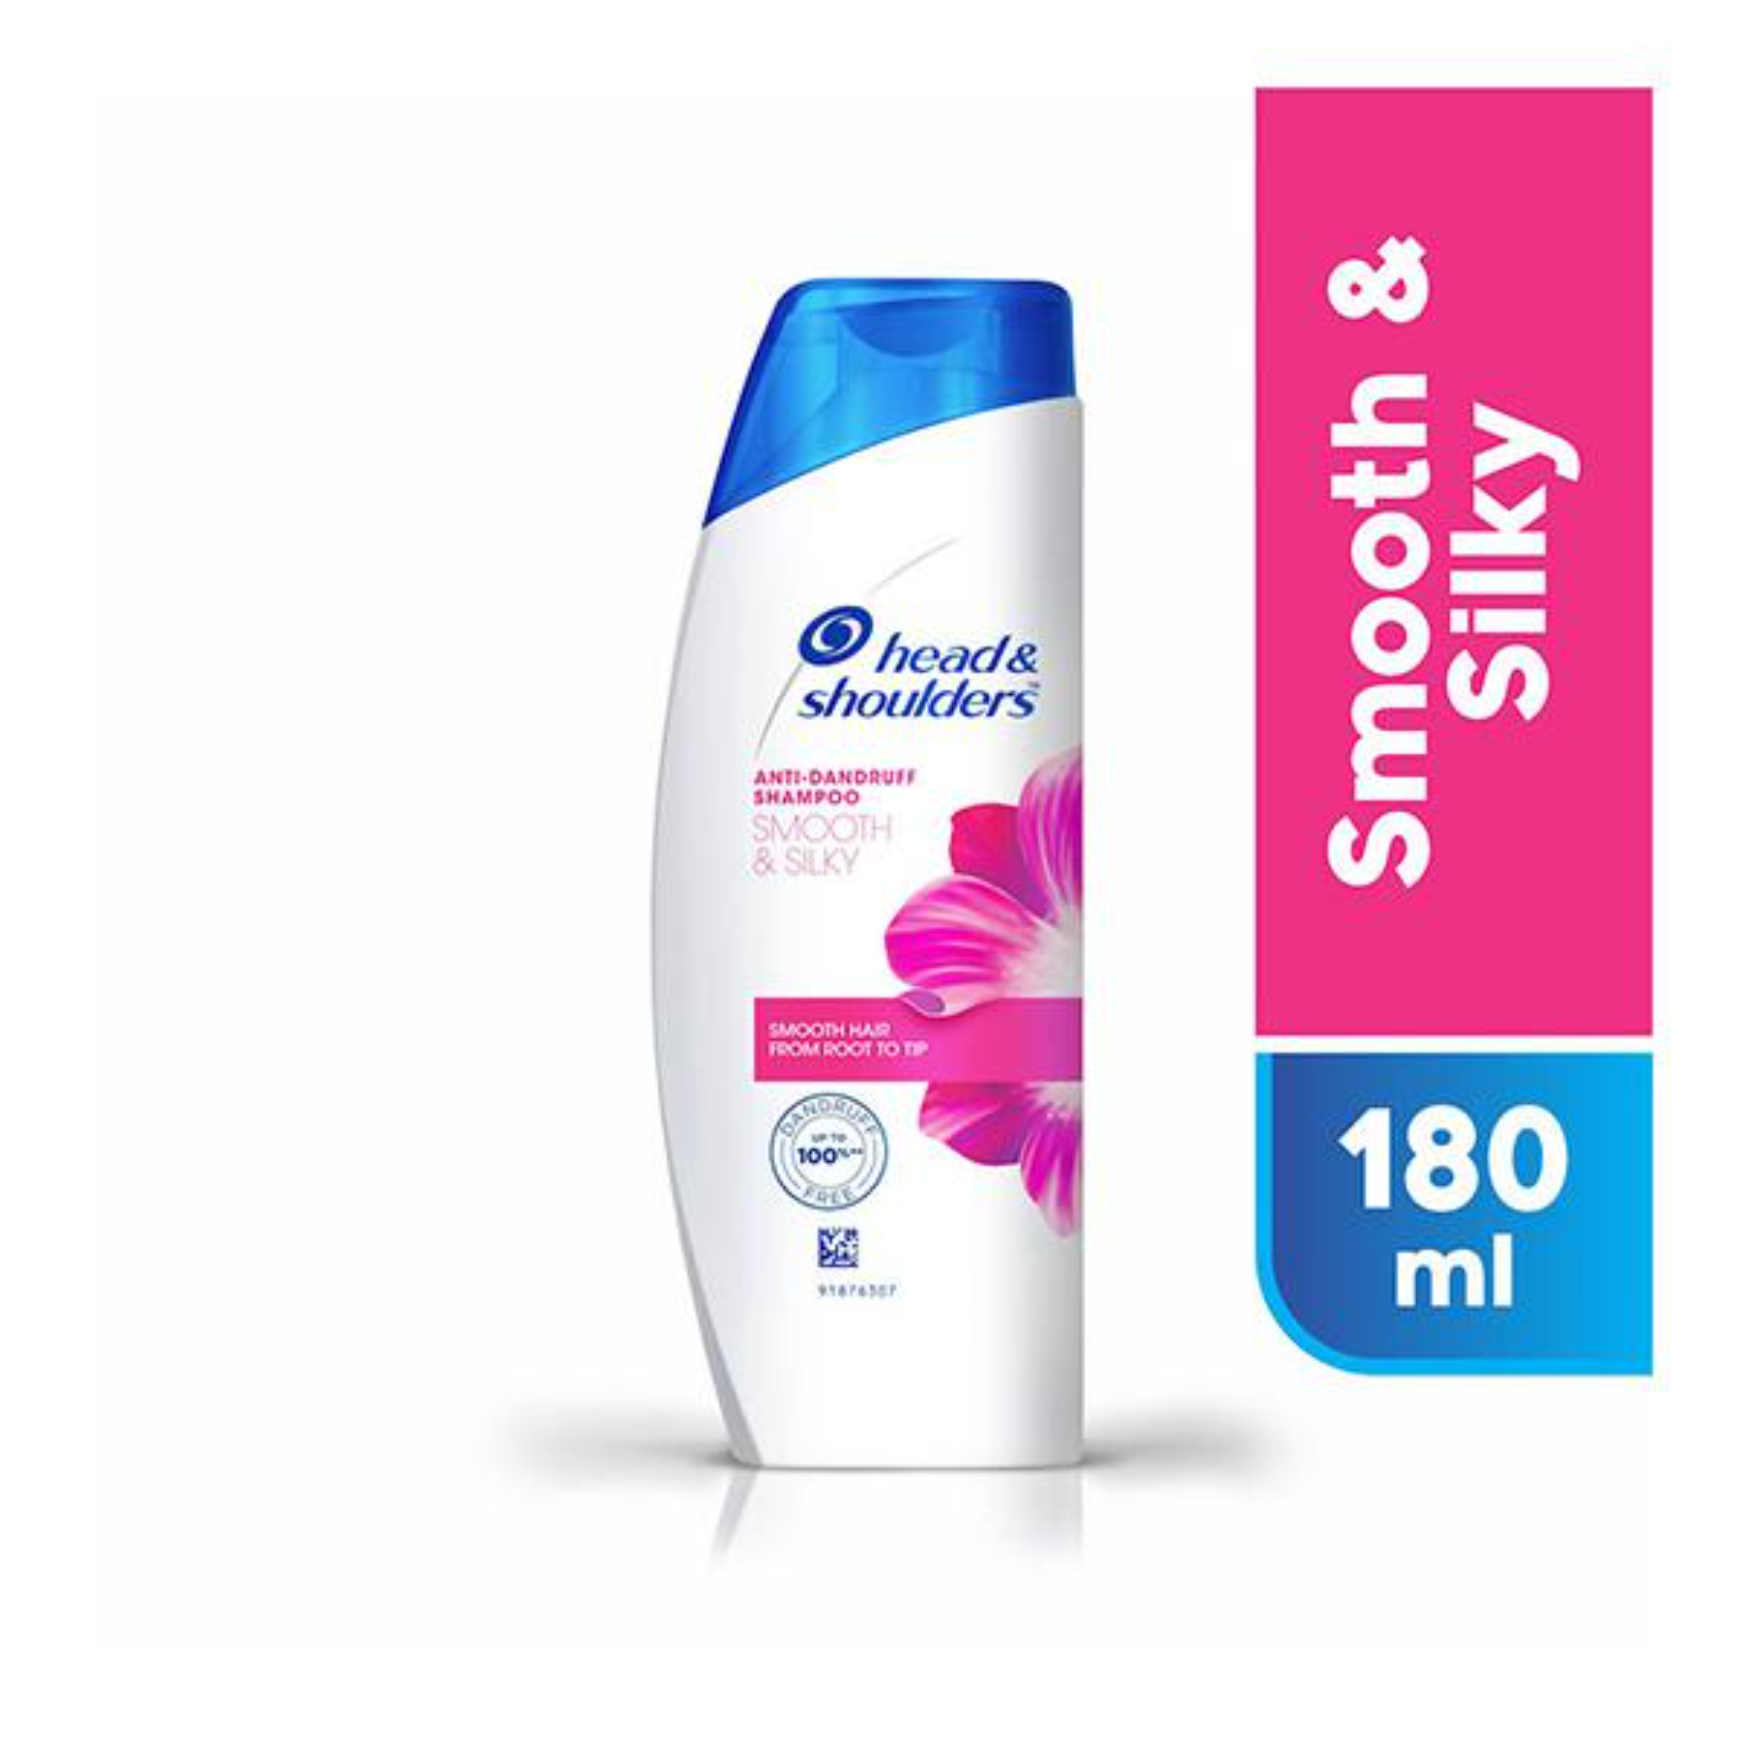 head &
shoulders™
ANTI-DANDRUFF
SHAMPOO
SMOOTH
& SILKY
SMOOTH HAIR
FROM ROOT TO TIP
DANDRUFF
UP TO
100%**
FREE
91876307
Smooth &
Silky
180
ml